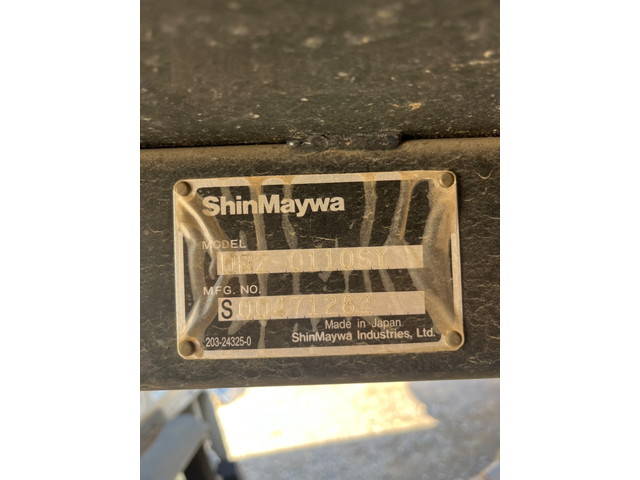 ShinMaywa
MODEL
MFG. NO.
S
Made in Japan
203-24325-0 ShinMaywa Industries, Ltd.